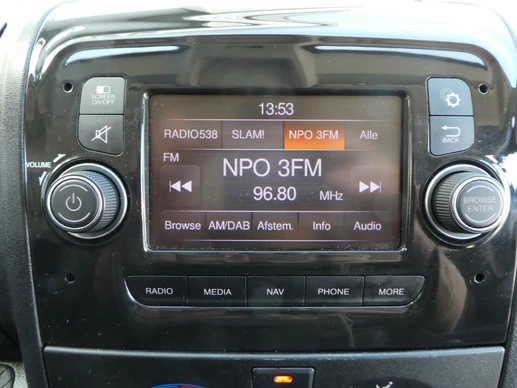 SCREEN ON/OFF
13:53
RADIO538 SLAM! NPO 3FM Alle
BACK
FM
VOLUME
NPO 3FM
96.80 MHz
BROWSE
ENTER
Browse AM/DAB Afstem. Info Audio
RADIO MEDIA NAV PHONE MORE